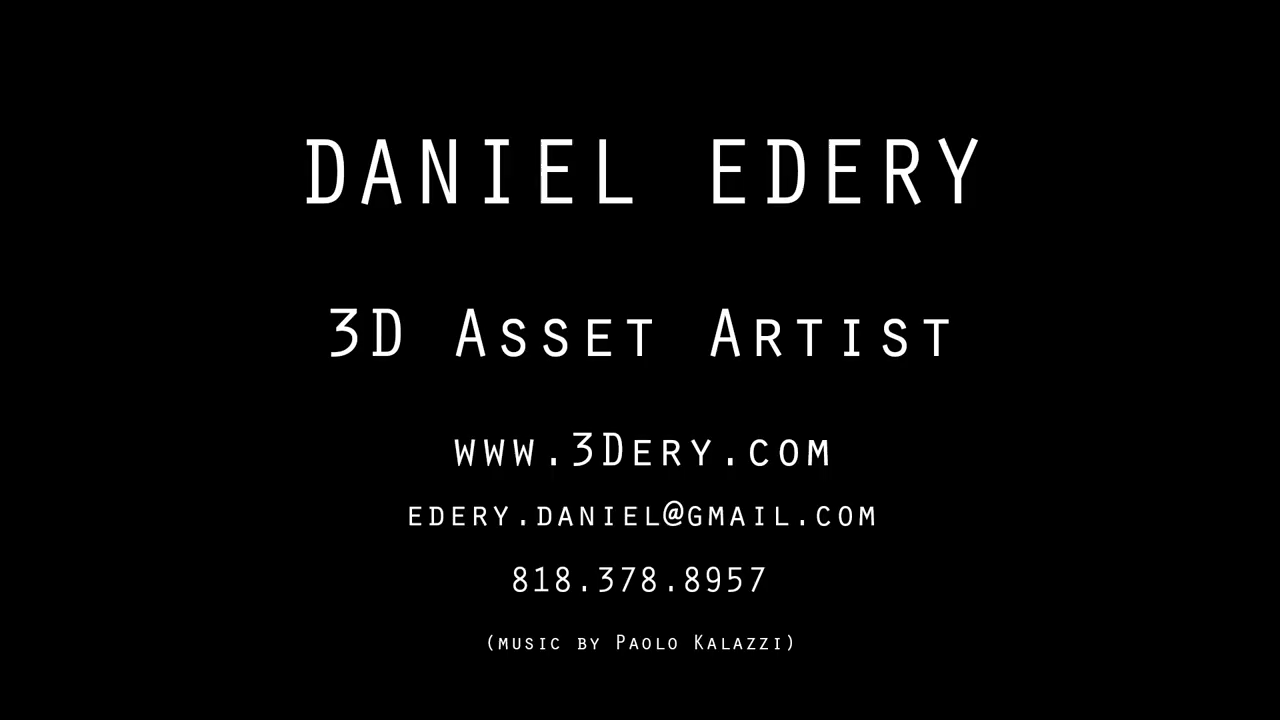 DANIEL EDERY
3D Asset Artist
www.3Dery.com
edery.daniel@gmail.com
818.378.8957
(music by Paolo Kalazzi)